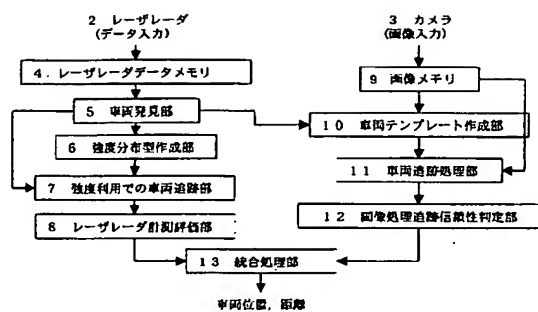 2 レーザレーダ
(データ入力)
3 カメラ
(画像入力)
4.レーザレーダデータメモリ
9 画像メモリ
5 車両発見部
10 車両テンプレート作成部
6 強度分布型作成部
11 車両追跡処理部
7 強度利用での車両追跡部
12 画像処理追跡信頼性判定部
8 レーザレーダ計測評価部
13 統合処理部
車両位置,距離